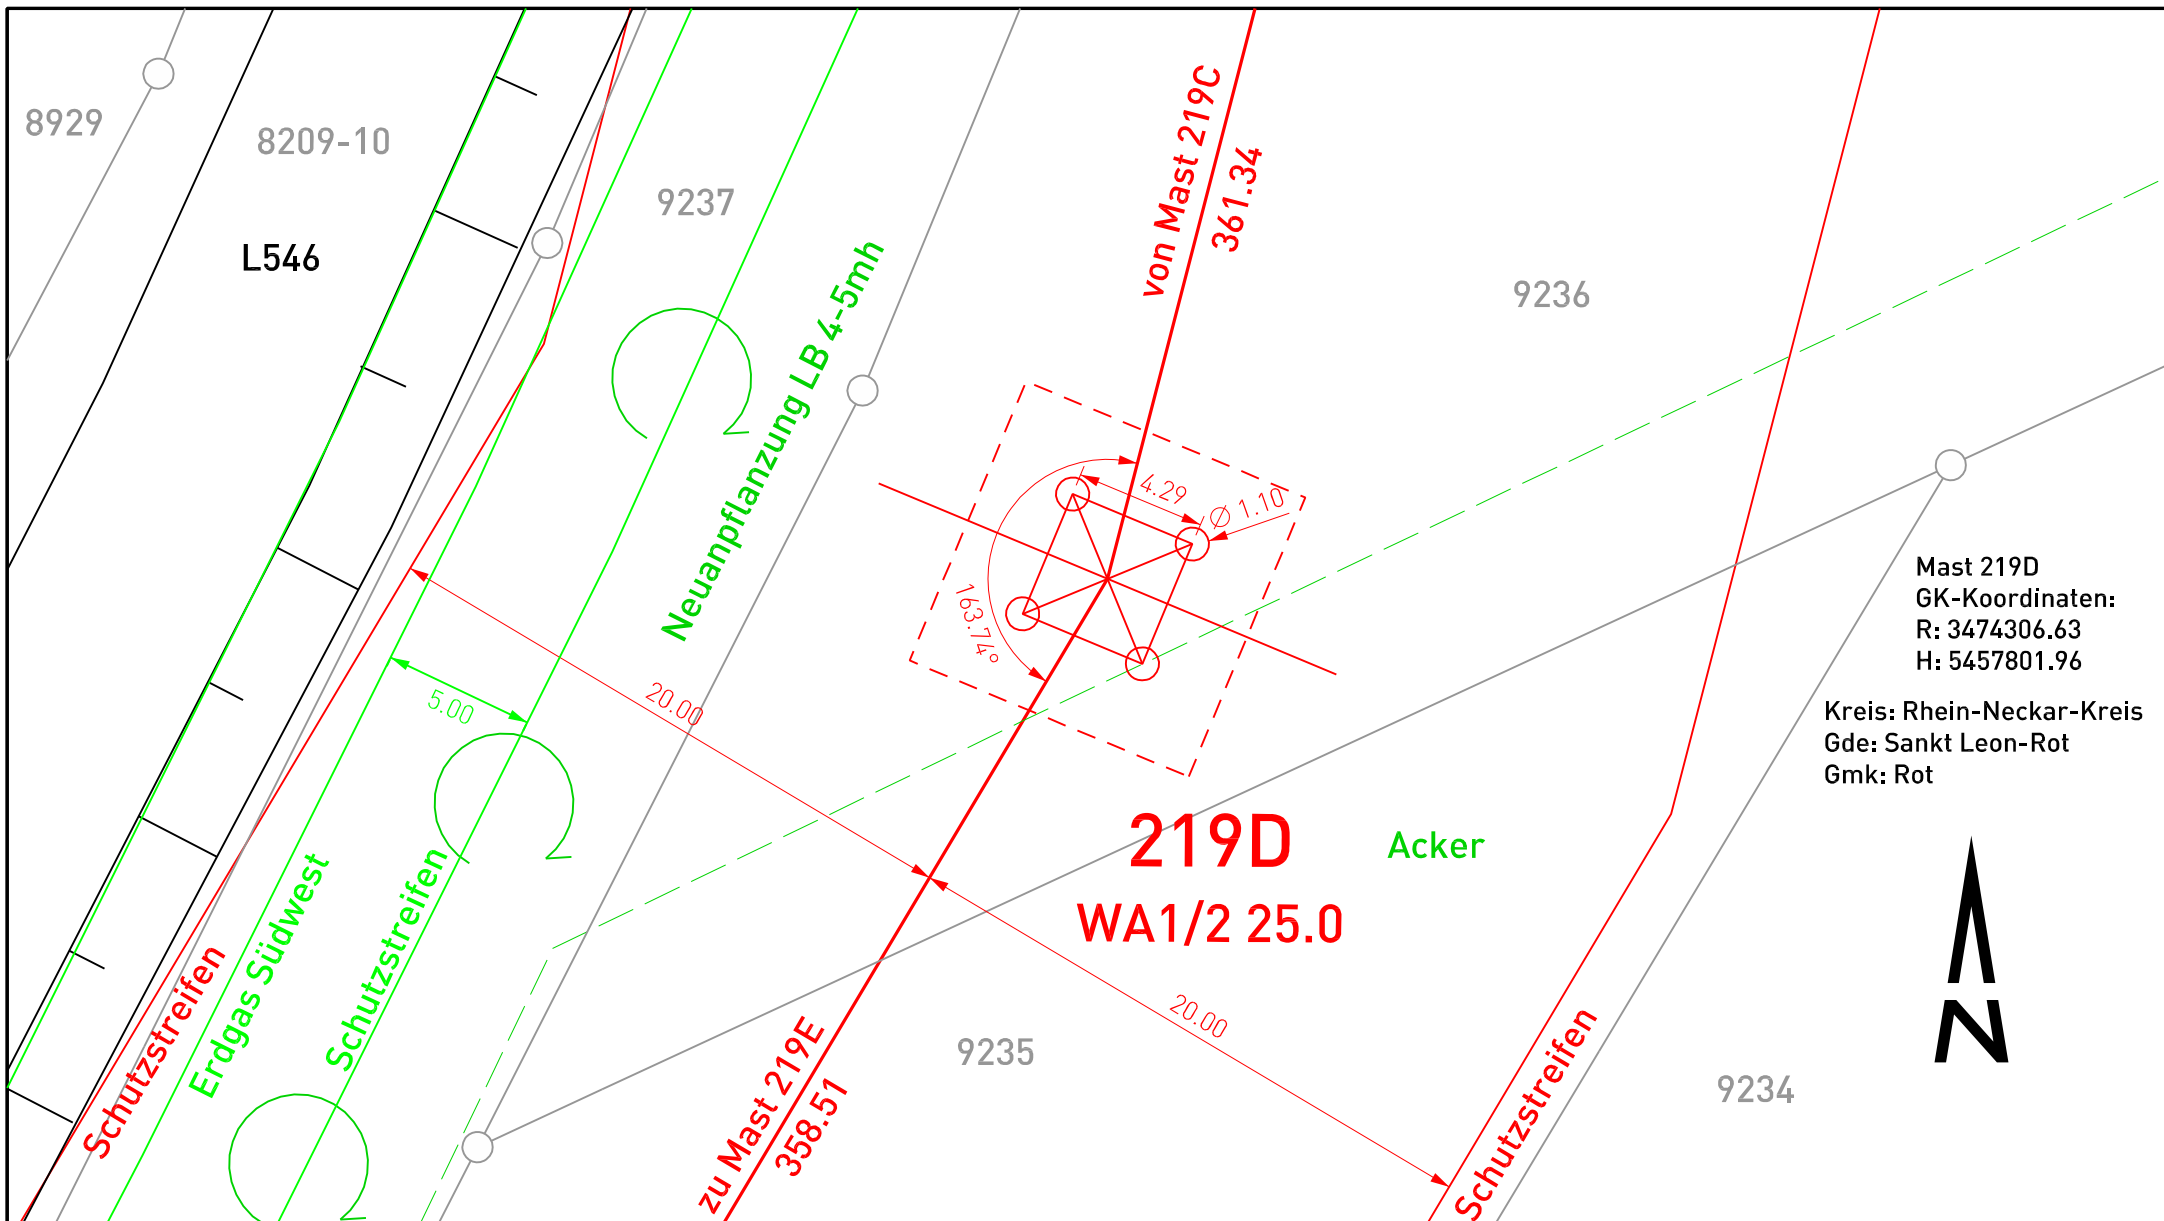 8929
8209-10
L546
9237
Neuanpflanzung LB 4-5mh
von Mast 219C
361.34
9236
4.29
Ø 1.10
163.74°
20.00
5.00
Mast 219D
GK-Koordinaten:
R: 3474306.63
H: 5457801.96
Kreis: Rhein-Neckar-Kreis
Gde: Sankt Leon-Rot
Gmk: Rot
219D
WA1/2 25.0
Acker
Schutzstreifen
Erdgas Südwest
Schutzstreifen
zu Mast 219E
358.51
9235
20.00
Schutzstreifen
9234
N